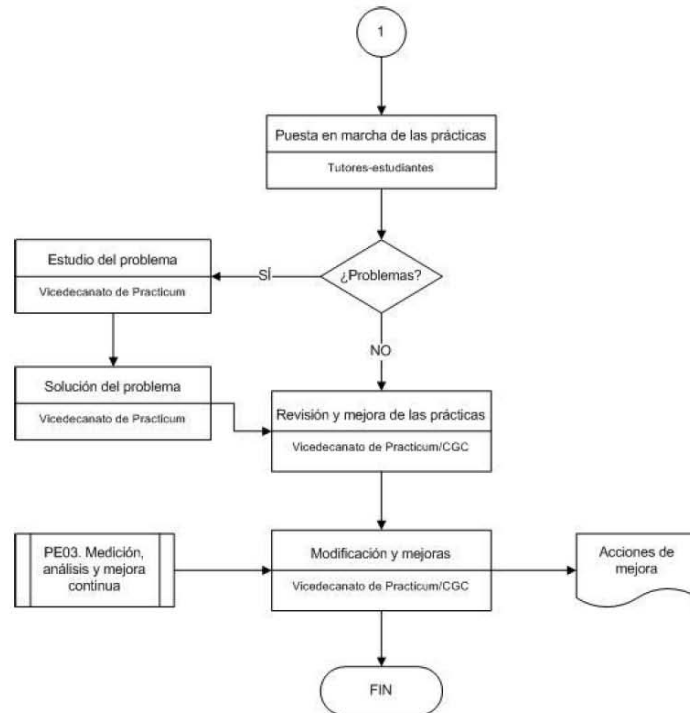 1
Puesta en marcha de las prácticas
Tutores-estudiantes
¿Problemas?
SÍ
Estudio del problema
Vicedecanato de Practicum
NO
Solución del problema
Vicedecanato de Practicum
Revisión y mejora de las prácticas
Vicedecanato de Practicum/CGC
PE03. Medición,
análisis y mejora
continua
Modificación y mejoras
Vicedecanato de Practicum/CGC
Acciones de
mejora
FIN